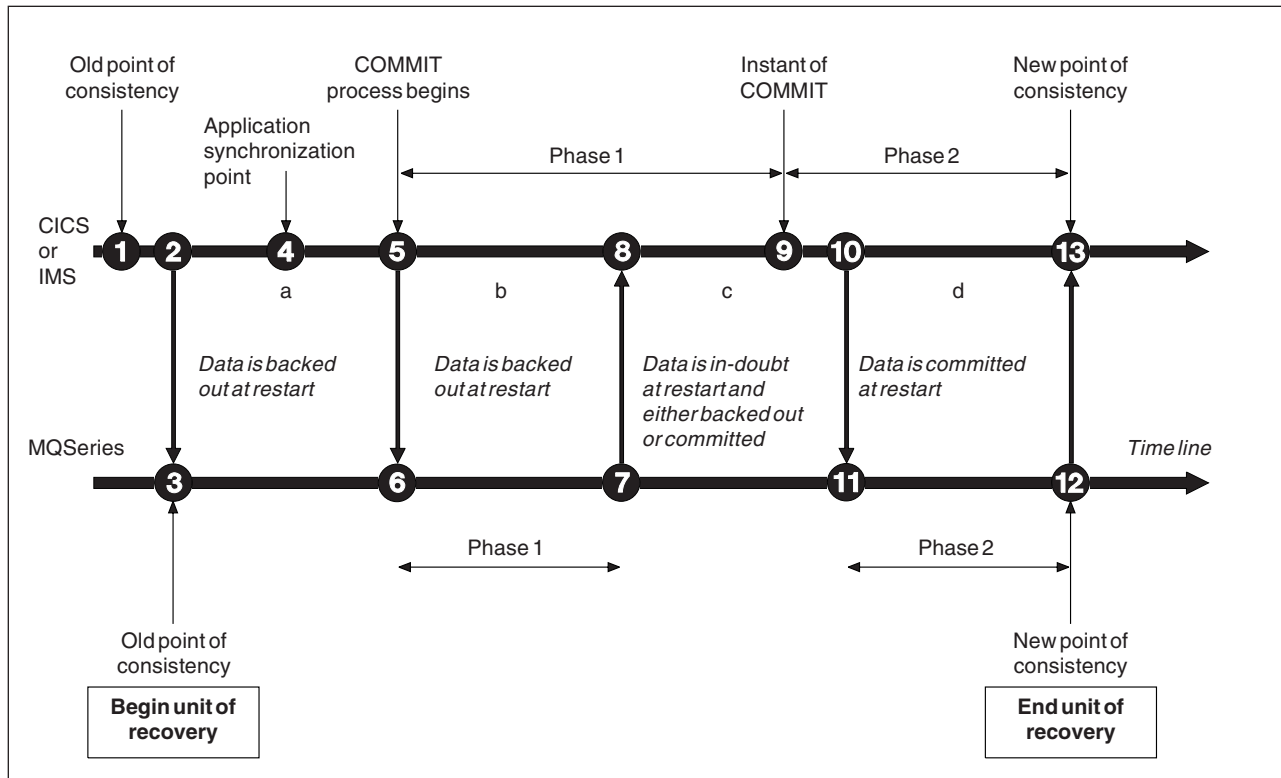 Old point of
consistency
COMMIT
process begins
Instant of
COMMIT
New point of
consistency
Application
synchronization
point
Phase 1
Phase 2
CICS
or
IMS
1
2
4
5
8
9
10
13
a
b
c
d
Data is backed
out at restart
Data is backed
out at restart
Data is in-doubt
at restart and
either backed out
or committed
Data is committed
at restart
MQSeries
Time line
3
6
7
11
12
Phase 1
Phase 2
Old point of
consistency
New point of
consistency
Begin unit of
recovery
End unit of
recovery